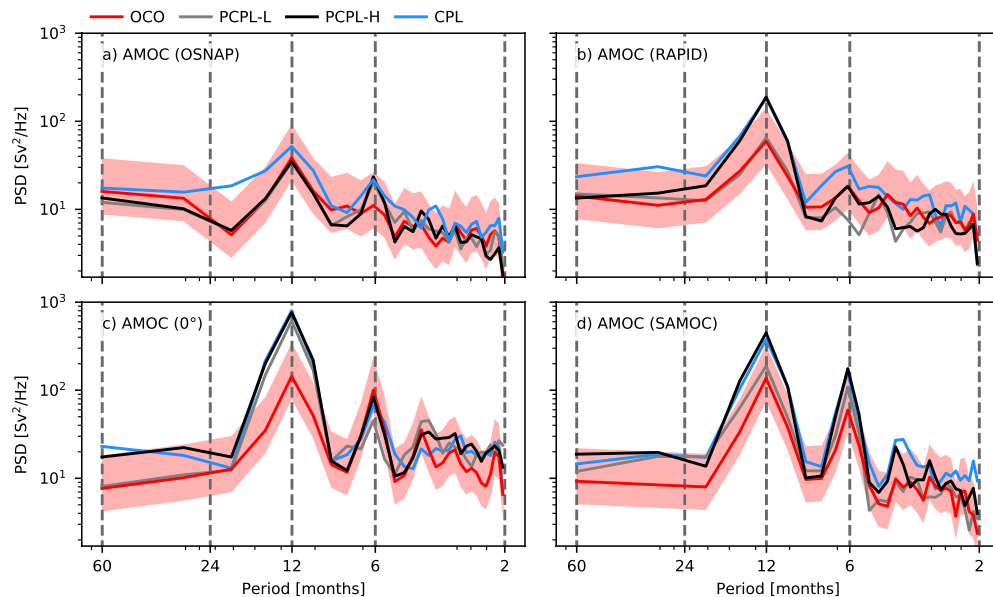 OCO PCPL-L PCPL-H CPL
a) AMOC (OSNAP) b) AMOC (RAPID)
10³
10²
10¹
PSD [Sv²/Hz]
c) AMOC (0°) d) AMOC (SAMOC)
10³
10²
10¹
PSD [Sv²/Hz]
60 24 12 6 2 60 24 12 6 2
Period [months] Period [months]